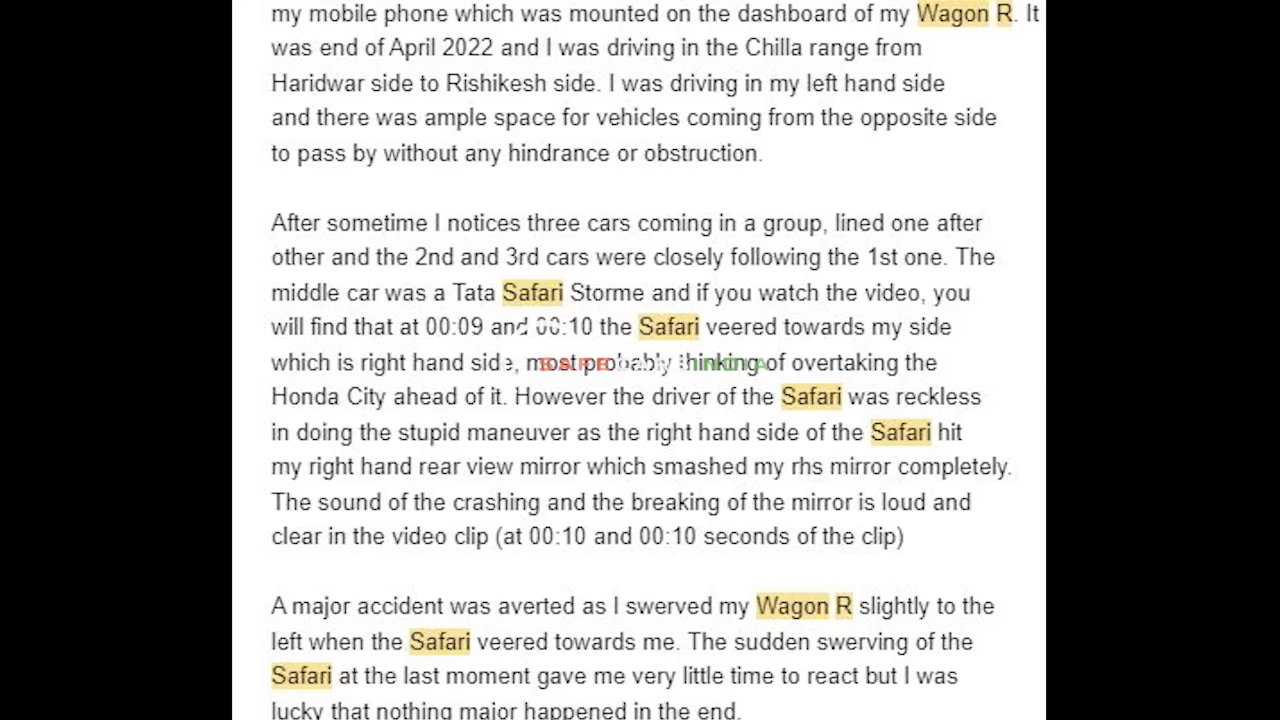 my mobile phone which was mounted on the dashboard of my Wagon R. It
was end of April 2022 and I was driving in the Chilla range from
Haridwar side to Rishikesh side. I was driving in my left hand side
and there was ample space for vehicles coming from the opposite side
to pass by without any hindrance or obstruction.
After sometime I notices three cars coming in a group, lined one after
other and the 2nd and 3rd cars were closely following the 1st one. The
middle car was a Tata Safari Storme and if you watch the video, you
will find that at 00:09 and 00:10 the Safari veered towards my side
which is right hand side, most probably thinking of overtaking the
SAFECARSINDIA
Honda City ahead of it. However the driver of the Safari was reckless
in doing the stupid maneuver as the right hand side of the Safari hit
my right hand rear view mirror which smashed my rhs mirror completely.
The sound of the crashing and the breaking of the mirror is loud and
clear in the video clip (at 00:10 and 00:10 seconds of the clip)
A major accident was averted as I swerved my Wagon R slightly to the
left when the Safari veered towards me. The sudden swerving of the
Safari at the last moment gave me very little time to react but I was
lucky that nothing major happened in the end.